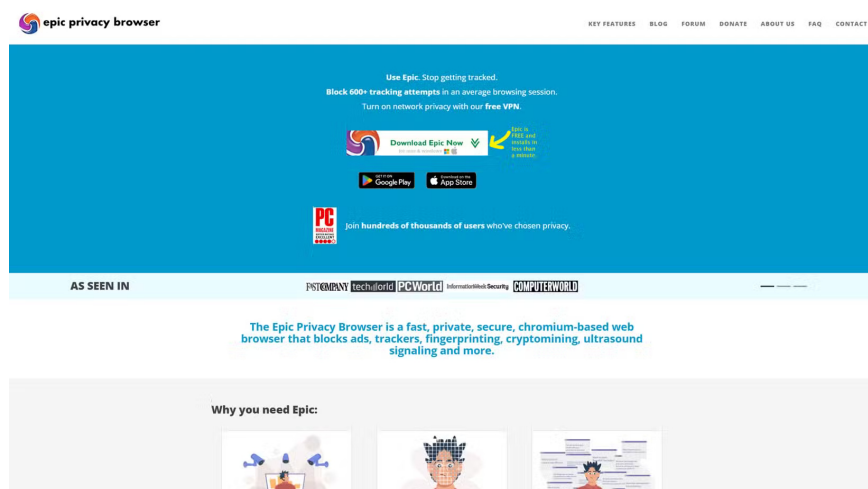 epic privacy browser
KEY FEATURES BLOG FORUM DONATE ABOUT US FAQ CONTACT
Use Epic. Stop getting tracked.
Block 600+ tracking attempts in an average browsing session.
Turn on network privacy with our free VPN.
Download Epic Now
Epic is
FREE and
installs in
less than
a minute.
GET IT ON
Google Play
Download on the
App Store
PC
MAGAZINE
EXCELLENT
Join hundreds of thousands of users who've chosen privacy.
AS SEEN IN
FAST COMPANY techworld PCWorld InformationWeek Security COMPUTERWORLD
The Epic Privacy Browser is a fast, private, secure, chromium-based web
browser that blocks ads, trackers, fingerprinting, cryptomining, ultrasound
signaling and more.
Why you need Epic: